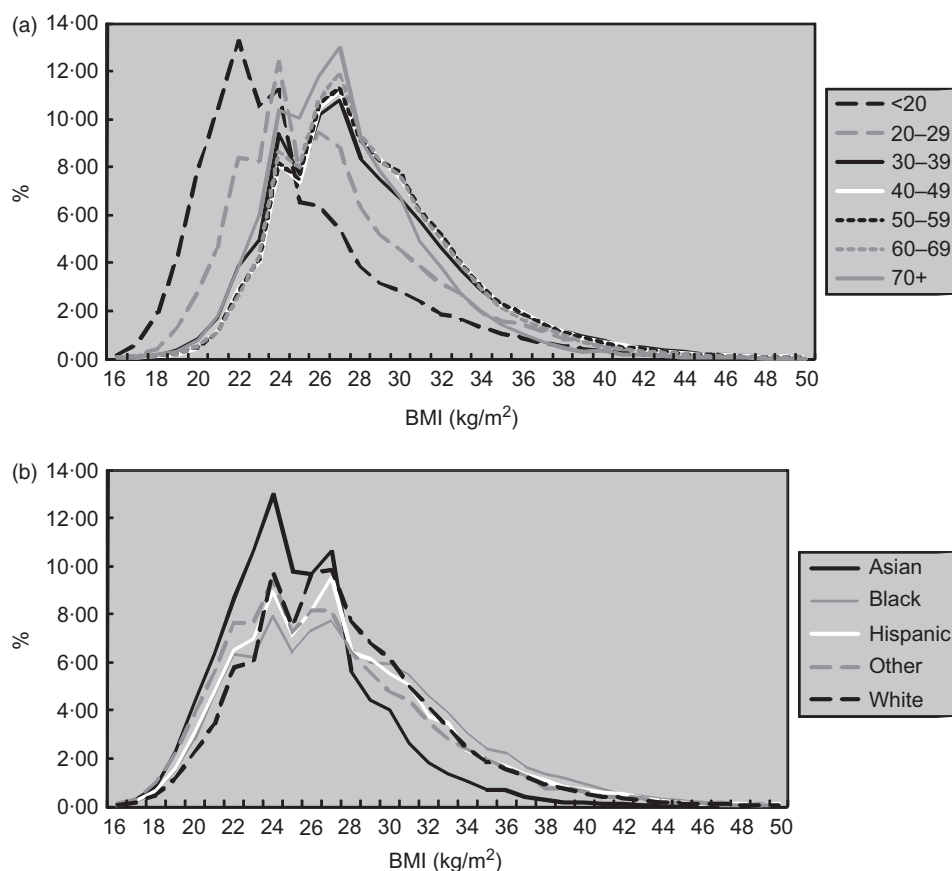 (a)
14·00
12·00
10·00
8·00
6·00
4·00
2·00
0·00
%
16 18 20 22 24 26 28 30 32 34 36 38 40 42 44 46 48 50
BMI (kg/m²)
<20
20–29
30–39
40–49
50–59
60–69
70+
(b)
14·00
12·00
10·00
8·00
6·00
4·00
2·00
0·00
%
16 18 20 22 24 26 28 30 32 34 36 38 40 42 44 46 48 50
BMI (kg/m²)
Asian
Black
Hispanic
Other
White